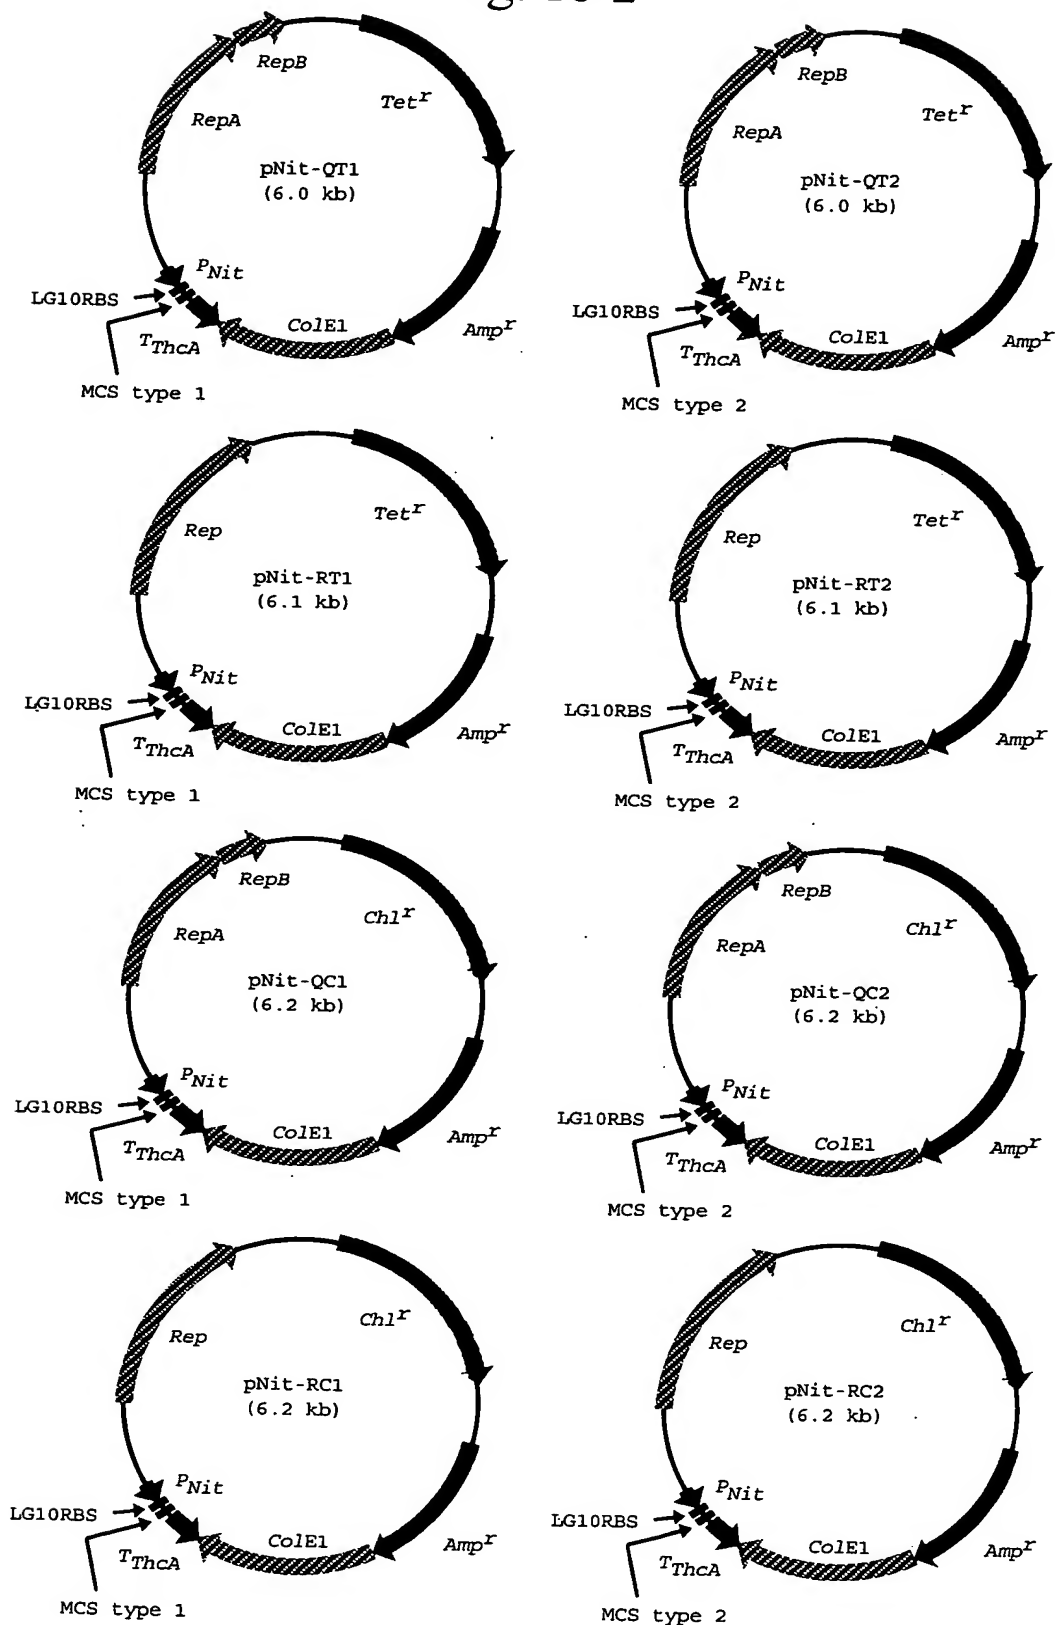 RepB
Tet^r
RepA
pNit-QT1
(6.0 kb)
P_Nit
LG10RBS
ColE1
Amp^r
T_ThcA
MCS type 1
RepB
Tet^r
RepA
pNit-QT2
(6.0 kb)
P_Nit
LG10RBS
ColE1
Amp^r
T_ThcA
MCS type 2
Tet^r
Rep
pNit-RT1
(6.1 kb)
P_Nit
LG10RBS
ColE1
Amp^r
T_ThcA
MCS type 1
Tet^r
Rep
pNit-RT2
(6.1 kb)
P_Nit
LG10RBS
ColE1
Amp^r
T_ThcA
MCS type 2
RepB
Chl^r
RepA
pNit-QC1
(6.2 kb)
P_Nit
LG10RBS
ColE1
Amp^r
T_ThcA
MCS type 1
RepB
Chl^r
RepA
pNit-QC2
(6.2 kb)
P_Nit
LG10RBS
ColE1
Amp^r
T_ThcA
MCS type 2
Chl^r
Rep
pNit-RC1
(6.2 kb)
P_Nit
LG10RBS
ColE1
Amp^r
T_ThcA
MCS type 1
Chl^r
Rep
pNit-RC2
(6.2 kb)
P_Nit
LG10RBS
ColE1
Amp^r
T_ThcA
MCS type 2